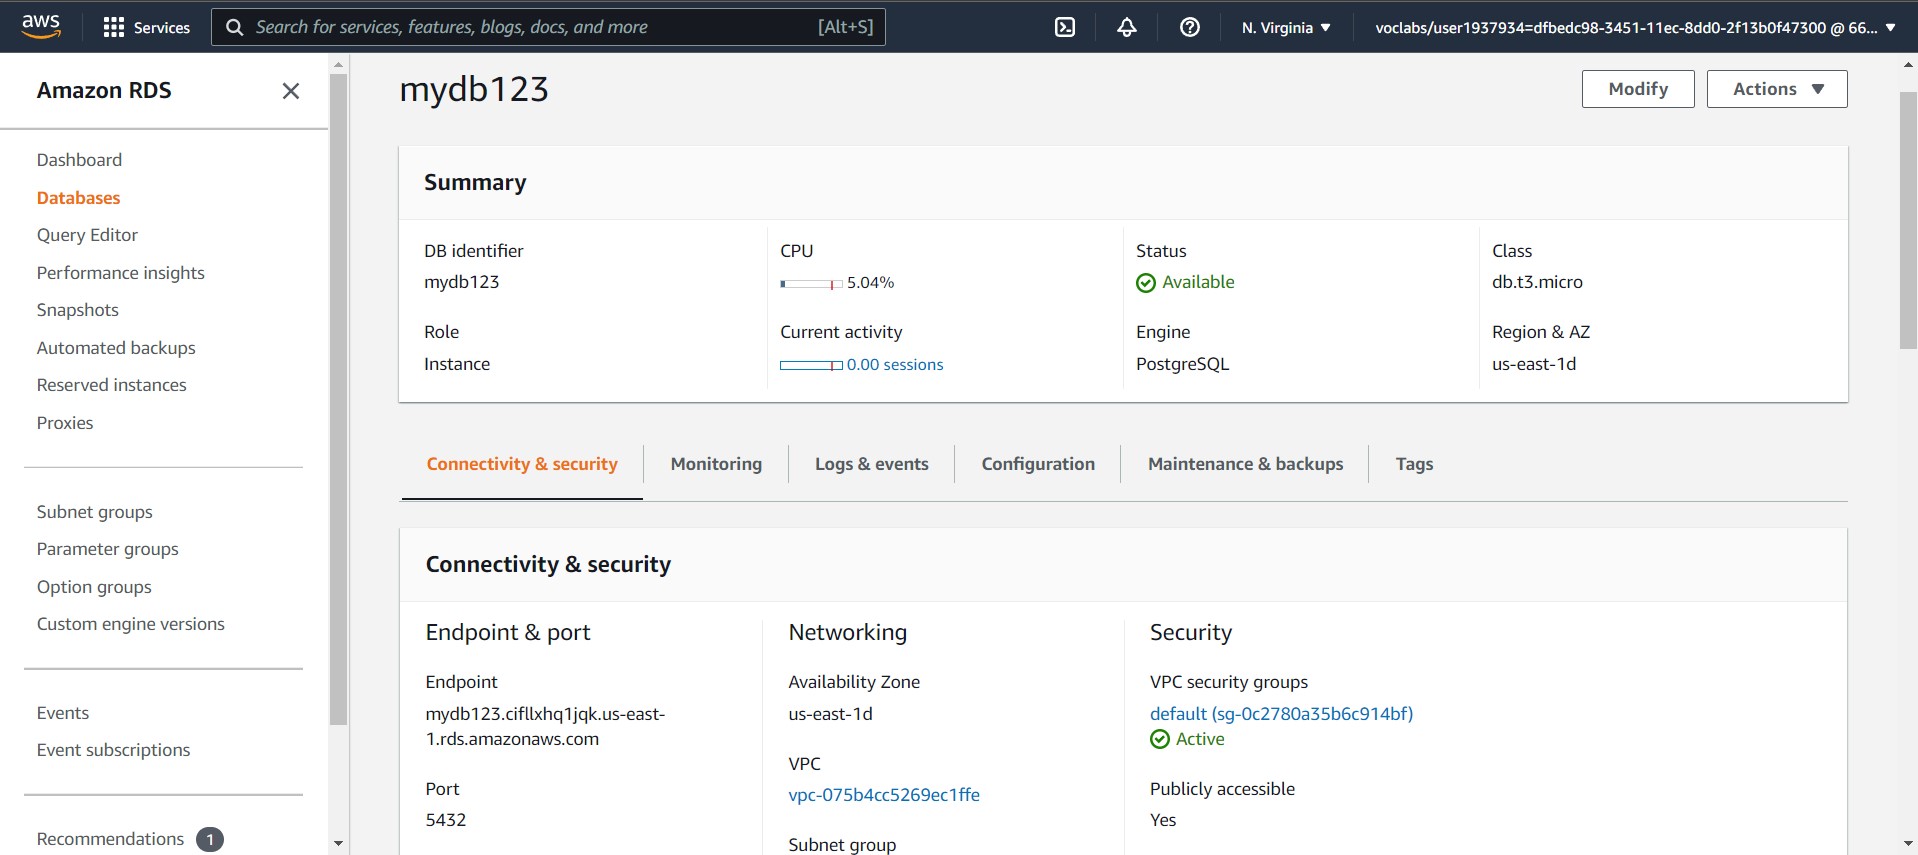 aws
Services
Search for services, features, blogs, docs, and more
[Alt+S]
N. Virginia
voclabs/user1937934=dfbedc98-3451-11ec-8dd0-2f13b0f47300 @ 66...
Amazon RDS
Dashboard
Databases
Query Editor
Performance insights
Snapshots
Automated backups
Reserved instances
Proxies
Subnet groups
Parameter groups
Option groups
Custom engine versions
Events
Event subscriptions
Recommendations 1
mydb123
Modify
Actions
Summary
DB identifier
mydb123
Role
Instance
CPU
5.04%
Current activity
0.00 sessions
Status
Available
Engine
PostgreSQL
Class
db.t3.micro
Region & AZ
us-east-1d
Connectivity & security
Monitoring
Logs & events
Configuration
Maintenance & backups
Tags
Connectivity & security
Endpoint & port
Endpoint
mydb123.cifllxhq1jqk.us-east-
1.rds.amazonaws.com
Port
5432
Networking
Availability Zone
us-east-1d
VPC
vpc-075b4cc5269ec1ffe
Subnet group
Security
VPC security groups
default (sg-0c2780a35b6c914bf)
Active
Publicly accessible
Yes